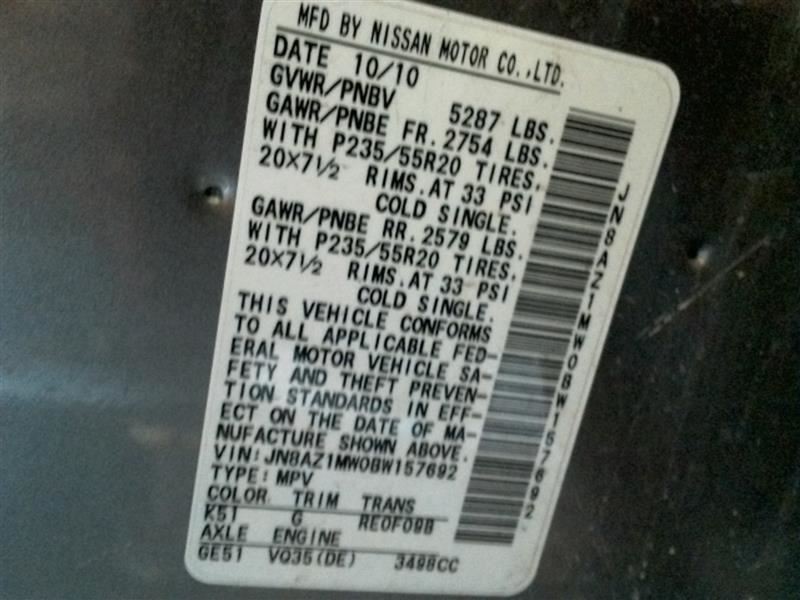 MFD BY NISSAN MOTOR CO.,LTD.
DATE 10/10
GVWR/PNBV 5287 LBS.
GAWR/PNBE FR. 2754 LBS.
WITH P235/55R20 TIRES,
20X7½ RIMS.AT 33 PSI
COLD SINGLE.
GAWR/PNBE RR. 2579 LBS.
WITH P235/55R20 TIRES,
20X7½ RIMS.AT 33 PSI
COLD SINGLE.
THIS VEHICLE CONFORMS
TO ALL APPLICABLE FED-
ERAL MOTOR VEHICLE SA-
FETY AND THEFT PREVEN-
TION STANDARDS IN EFF-
ECT ON THE DATE OF MA-
NUFACTURE SHOWN ABOVE.
VIN:JN8AZ1MW0BW157692
TYPE:MPV
COLOR TRIM TRANS
K51 G RE0F09B
AXLE ENGINE
GE51 VQ35(DE) 3498CC
JN8AZ1MW0BW157692